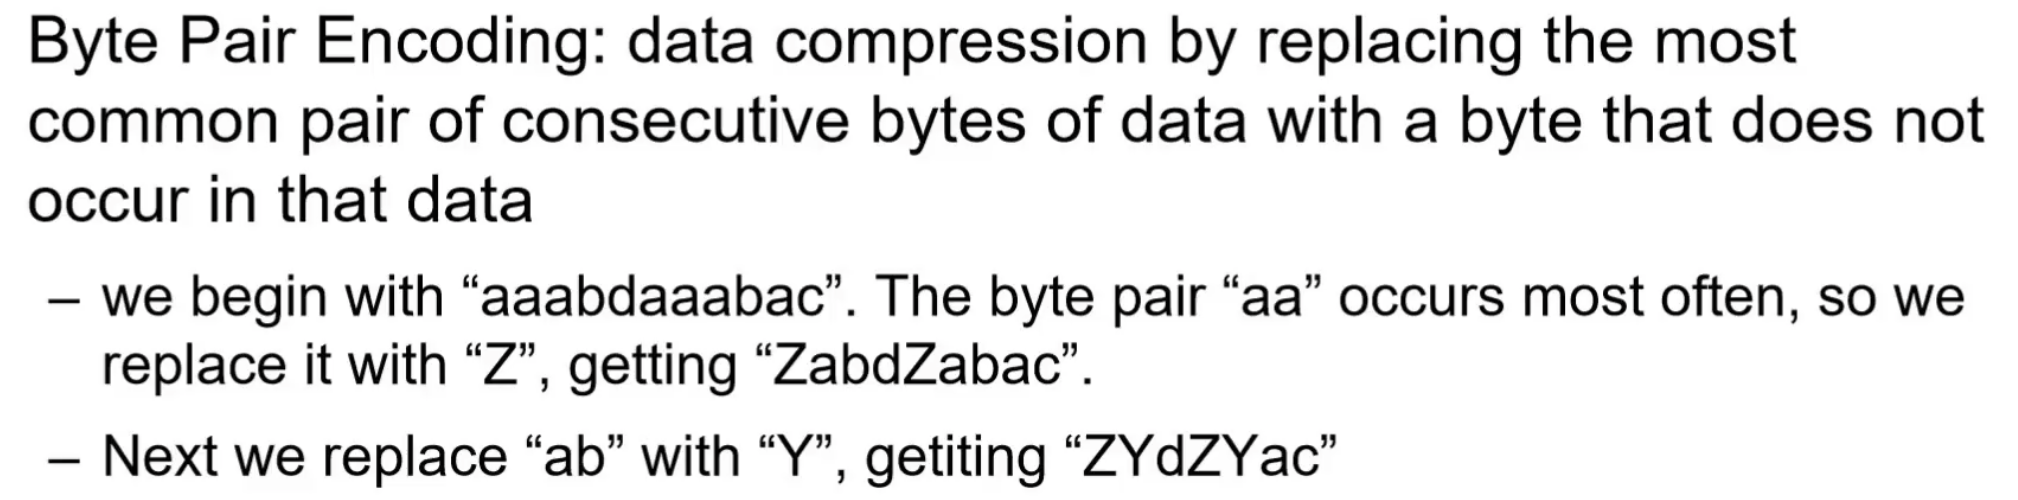 Byte Pair Encoding: data compression by replacing the most
common pair of consecutive bytes of data with a byte that does not
occur in that data
– we begin with “aaabdaaabac”. The byte pair “aa” occurs most often, so we
replace it with “Z”, getting “ZabdZabac”.
– Next we replace “ab” with “Y”, getiting “ZYdZYac”